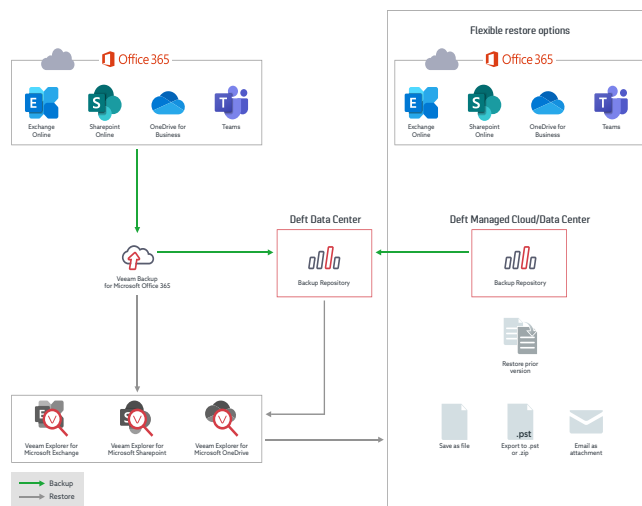 Flexible restore options
Office 365
Office 365
E
Exchange
Online
S
Sharepoint
Online
OneDrive for
Business
T
Teams
E
Exchange
Online
S
Sharepoint
Online
OneDrive for
Business
T
Teams
Deft Data Center
Deft Managed Cloud/Data Center
Veeam Backup
for Microsoft Office 365
Backup Repository
Backup Repository
Restore prior
version
E
Veeam Explorer for
Microsoft Exchange
S
Veeam Explorer for
Microsoft Sharepoint
Veeam Explorer for
Microsoft OneDrive
Save as file
.pst
Export to .pst
or .zip
Email as
attachment
Backup
Restore